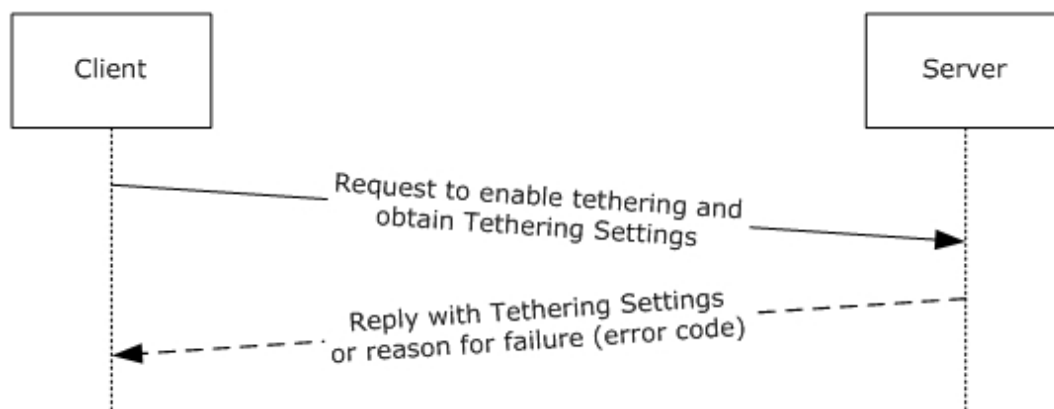 Client
Server
Request to enable tethering and
obtain Tethering Settings
Reply with Tethering Settings
or reason for failure (error code)